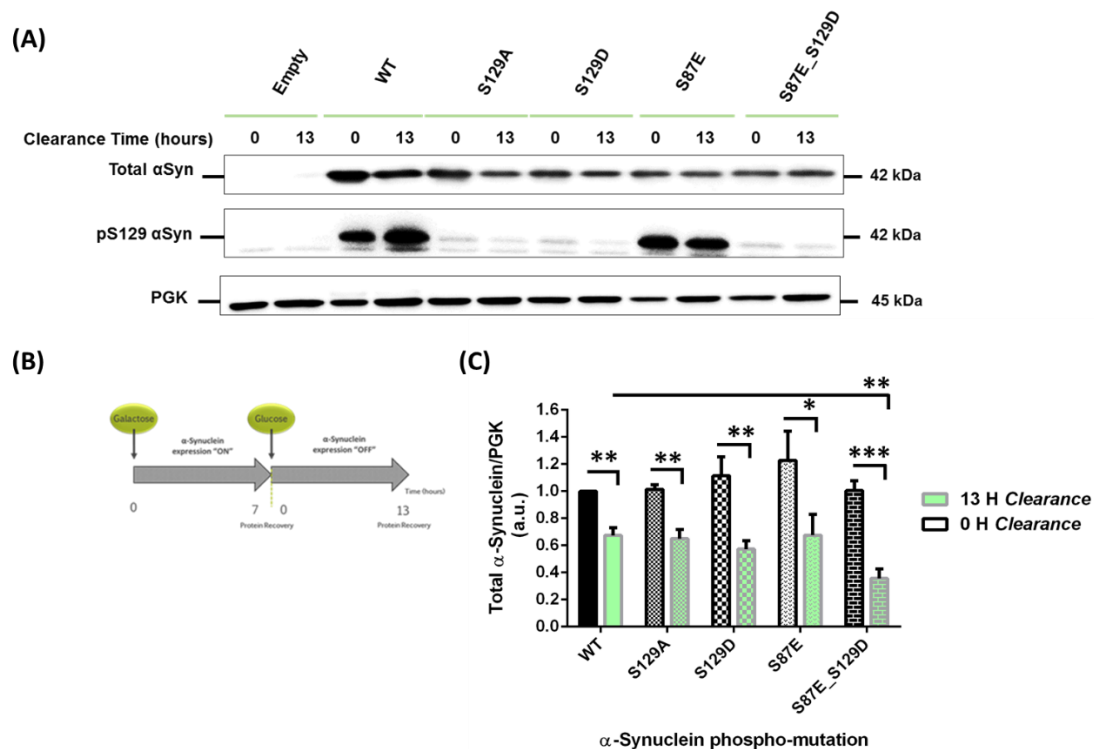 (A)
Empty WT S129A S129D S87E S87E_S129D
Clearance Time (hours) 0 13 0 13 0 13 0 13 0 13 0 13
Total αSyn 42 kDa
pS129 αSyn 42 kDa
PGK 45 kDa
(B)
Galactose Glucose
α-Synuclein
expression "ON"
α-Synuclein
expression "OFF"
Time (hours)
0 7 0 13
Protein Recovery Protein Recovery
(C)
**
** ** ** * ***
Total α-Synuclein/PGK
(a.u.)
1.6
1.4
1.2
1.0
0.8
0.6
0.4
0.2
0.0
WT S129A S129D S87E S87E_S129D
α-Synuclein phospho-mutation
13 H Clearance
0 H Clearance